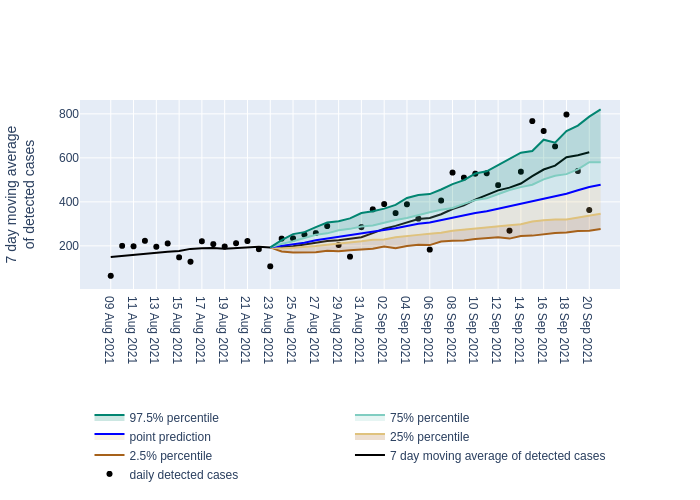 7 day moving average
of detected cases
800
600
400
200
09 Aug 2021
11 Aug 2021
13 Aug 2021
15 Aug 2021
17 Aug 2021
19 Aug 2021
21 Aug 2021
23 Aug 2021
25 Aug 2021
27 Aug 2021
29 Aug 2021
31 Aug 2021
02 Sep 2021
04 Sep 2021
06 Sep 2021
08 Sep 2021
10 Sep 2021
12 Sep 2021
14 Sep 2021
16 Sep 2021
18 Sep 2021
20 Sep 2021
97.5% percentile
75% percentile
point prediction
25% percentile
2.5% percentile
7 day moving average of detected cases
daily detected cases